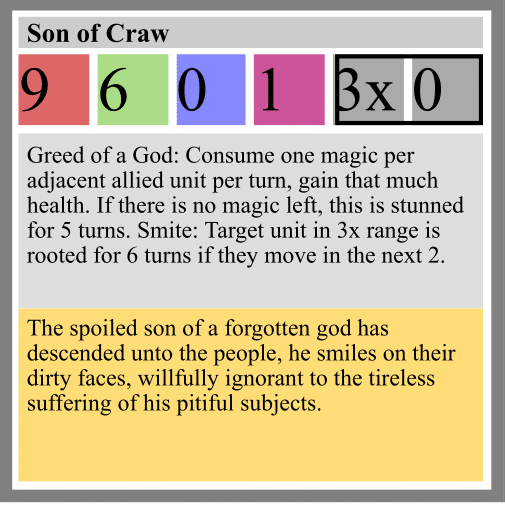 Son of Craw
9 6 0 1 3x 0
Greed of a God: Consume one magic per
adjacent allied unit per turn, gain that much
health. If there is no magic left, this is stunned
for 5 turns. Smite: Target unit in 3x range is
rooted for 6 turns if they move in the next 2.
The spoiled son of a forgotten god has
descended unto the people, he smiles on their
dirty faces, willfully ignorant to the tireless
suffering of his pitiful subjects.